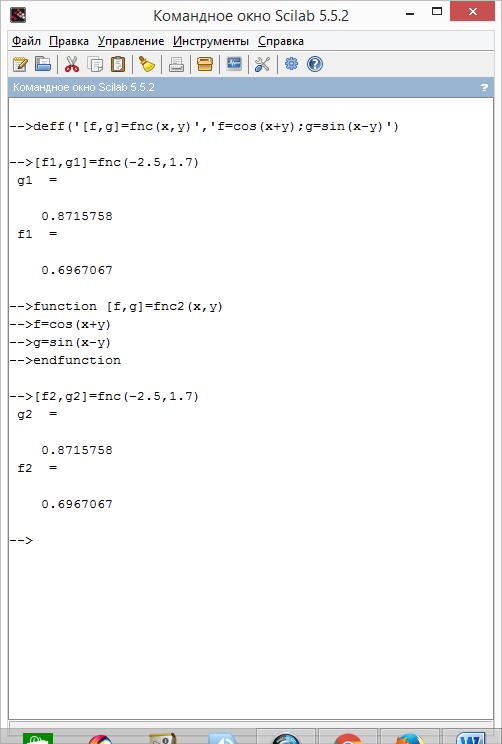 Командное окно Scilab 5.5.2
Файл Правка Управление Инструменты Справка
Командное окно Scilab 5.5.2
-->deff('[f,g]=fnc(x,y)','f=cos(x+y);g=sin(x-y)')
-->[f1,g1]=fnc(-2.5,1.7)
g1  =
0.8715758
f1  =
0.6967067
-->function [f,g]=fnc2(x,y)
-->f=cos(x+y)
-->g=sin(x-y)
-->endfunction
-->[f2,g2]=fnc(-2.5,1.7)
g2  =
0.8715758
f2  =
0.6967067
-->